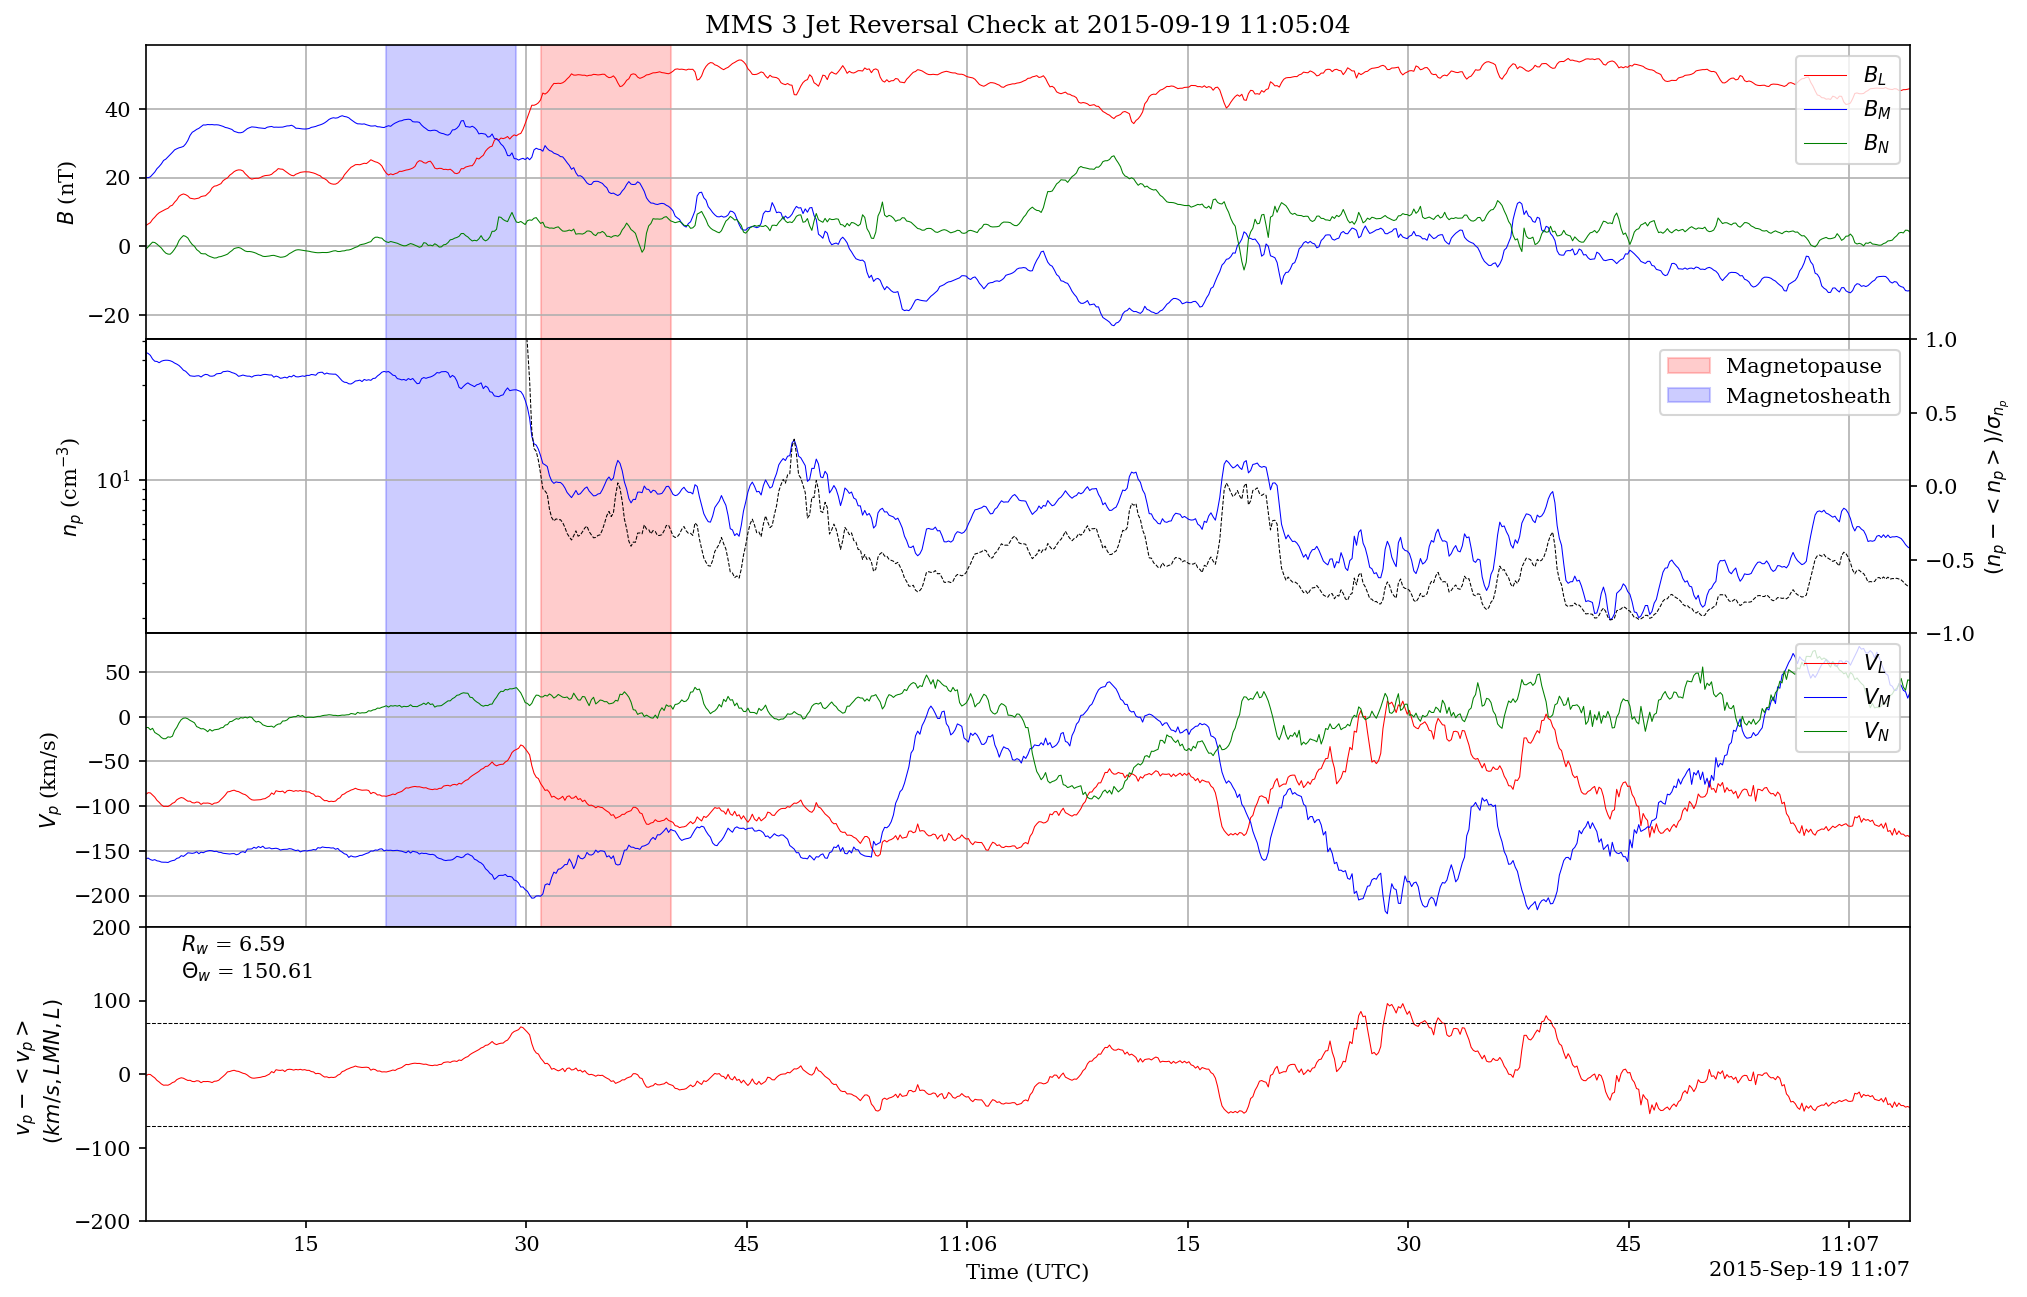 MMS 3 Jet Reversal Check at 2015-09-19 11:05:04
B (nT)
40
20
0
−20
B_L
B_M
B_N
n_p (cm^{−3})
10^1
1.0
0.5
0.0
−0.5
−1.0
(n_p − < n_p >)/σ_{n_p}
Magnetopause
Magnetosheath
V_p (km/s)
50
0
−50
−100
−150
−200
V_L
V_M
V_N
v_p − < v_p >
(km/s, LMN, L)
200
100
0
−100
−200
R_w = 6.59
Θ_w = 150.61
15
30
45
11:06
15
30
45
11:07
Time (UTC)
2015-Sep-19 11:07